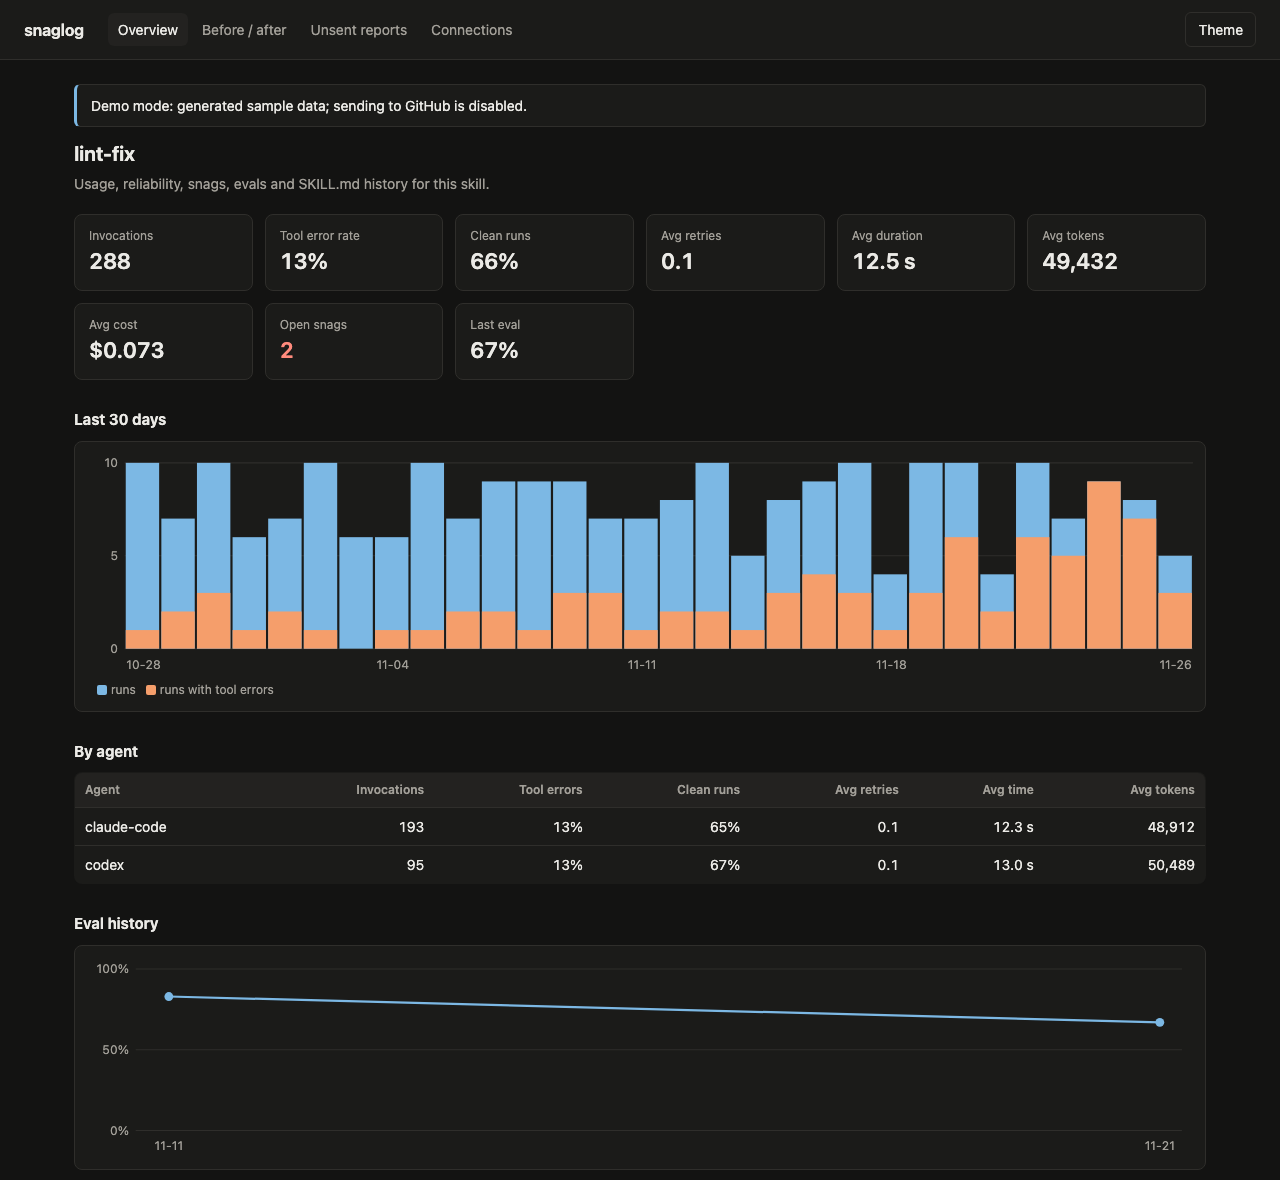 snaglog Overview Before / after Unsent reports Connections Theme
Demo mode: generated sample data; sending to GitHub is disabled.
lint-fix
Usage, reliability, snags, evals and SKILL.md history for this skill.
Invocations Tool error rate Clean runs Avg retries Avg duration Avg tokens
288 13% 66% 0.1 12.5 s 49,432
Avg cost Open snags Last eval
$0.073 2 67%
Last 30 days
10
5
0
10-28 11-04 11-11 11-18 11-26
runs runs with tool errors
By agent
Agent Invocations Tool errors Clean runs Avg retries Avg time Avg tokens
claude-code 193 13% 65% 0.1 12.3 s 48,912
codex 95 13% 67% 0.1 13.0 s 50,489
Eval history
100%
50%
0%
11-11 11-21